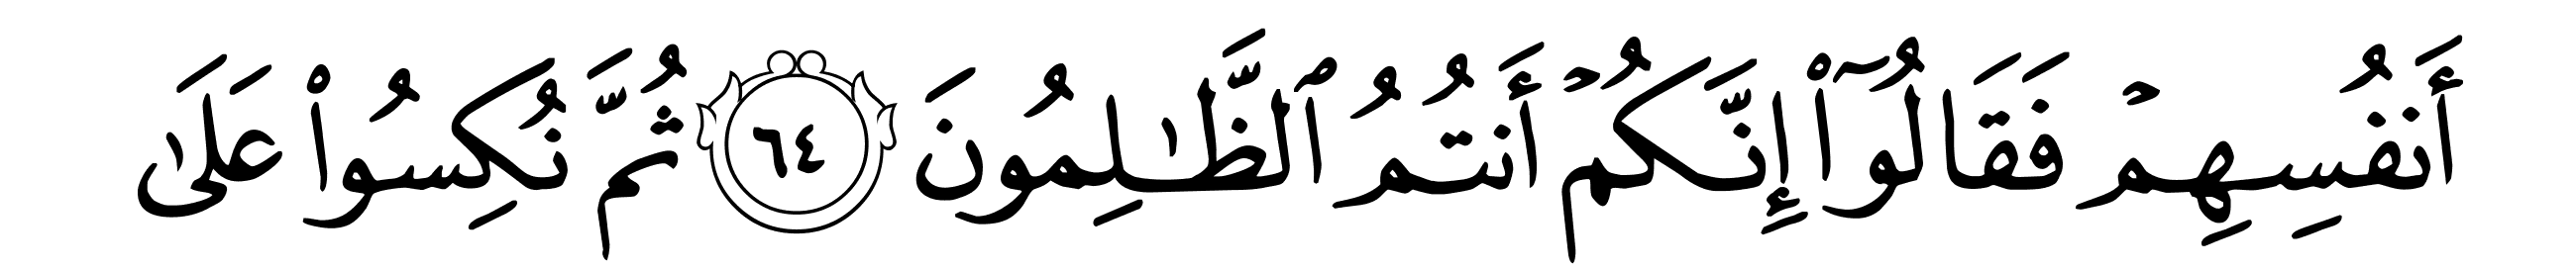 أَنفُسِهِمۡ فَقَالُوٓاْ إِنَّكُمۡ أَنتُمُ ٱلظَّـٰلِمُونَ ٦٤ ثُمَّ نُكِسُواْ عَلَىٰ